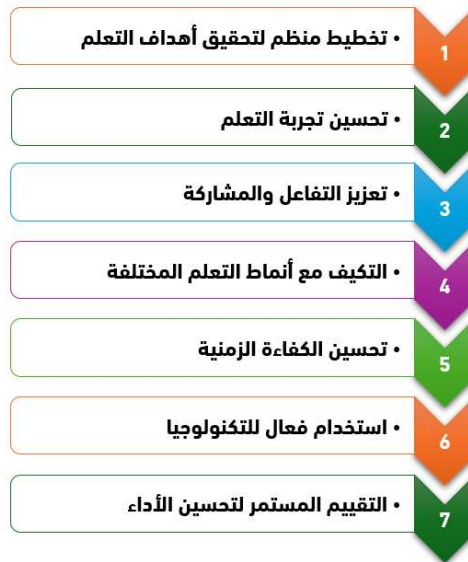 1 • تخطيط منظم لتحقيق أهداف التعلم
2 • تحسين تجربة التعلم
3 • تعزيز التفاعل والمشاركة
4 • التكيف مع أنماط التعلم المختلفة
5 • تحسين الكفاءة الزمنية
6 • استخدام فعال للتكنولوجيا
7 • التقييم المستمر لتحسين الأداء